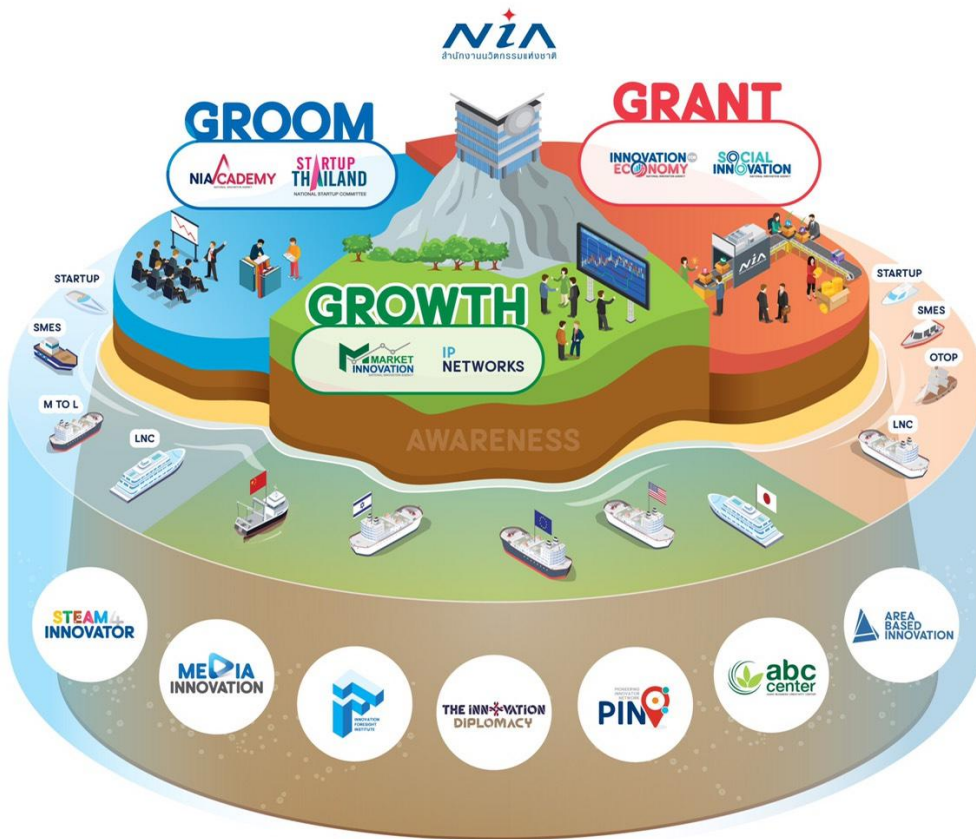 NiA
สำนักงานนวัตกรรมแห่งชาติ
GROOM
NIACADEMY
STARTUP
THAILAND
NATIONAL STARTUP COMMITTEE
GRANT
INNOVATION
ECONOMY
SOCIAL
INNOVATION
NiA
GROWTH
MARKET
INNOVATION
IP
NETWORKS
AWARENESS
STARTUP
SMES
M TO L
LNC
STARTUP
SMES
OTOP
LNC
STEAM4
INNOVATOR
MEDIA
INNOVATION
INNOVATION
FORESIGHT
INSTITUTE
THE INNOVATION
DIPLOMACY
PIN
abc
center
AREA
BASED
INNOVATION